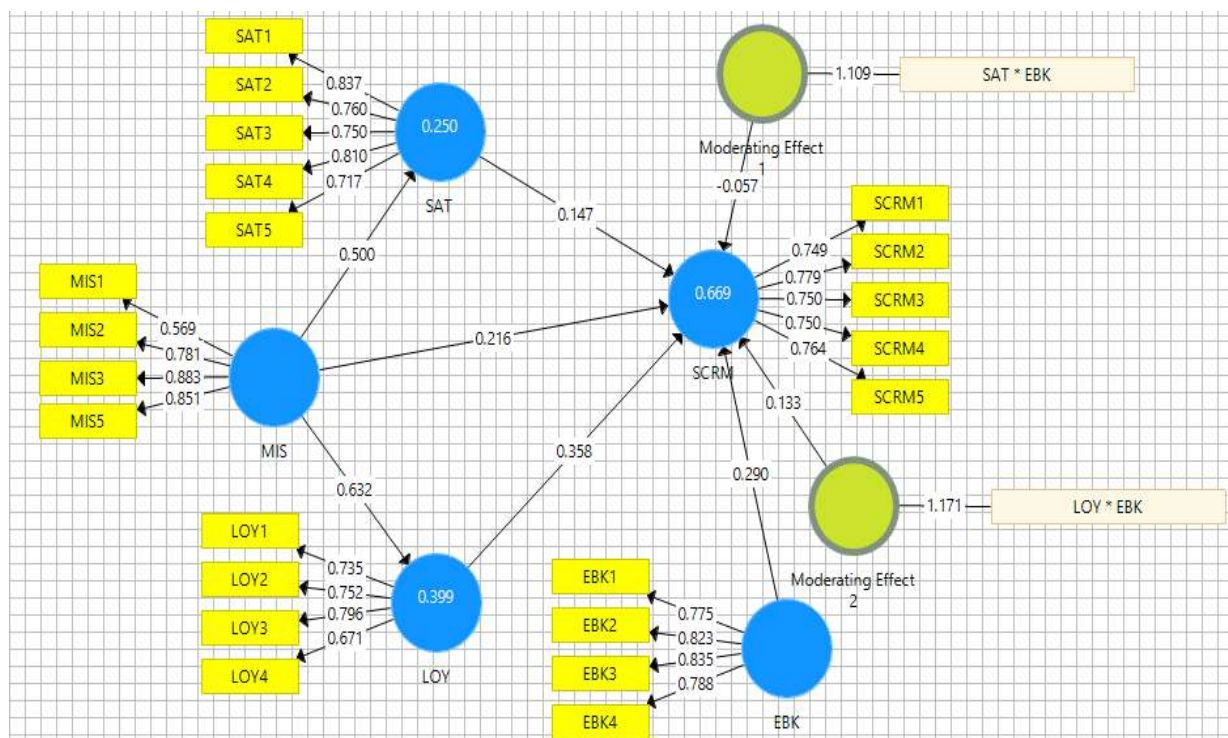 SAT1
SAT2
SAT3
SAT4
SAT5
0.837
0.760
0.750
0.810
0.717
0.250
SAT
1.109
SAT * EBK
Moderating Effect
1
-0.057
0.147
0.500
MIS1
MIS2
MIS3
MIS5
0.569
0.781
0.883
0.851
MIS
0.216
0.669
SCRM
0.749
0.779
0.750
0.750
0.764
SCRM1
SCRM2
SCRM3
SCRM4
SCRM5
0.133
0.632
0.358
0.290
1.171
LOY * EBK
Moderating Effect
2
LOY1
LOY2
LOY3
LOY4
0.735
0.752
0.796
0.671
0.399
LOY
EBK1
EBK2
EBK3
EBK4
0.775
0.823
0.835
0.788
EBK